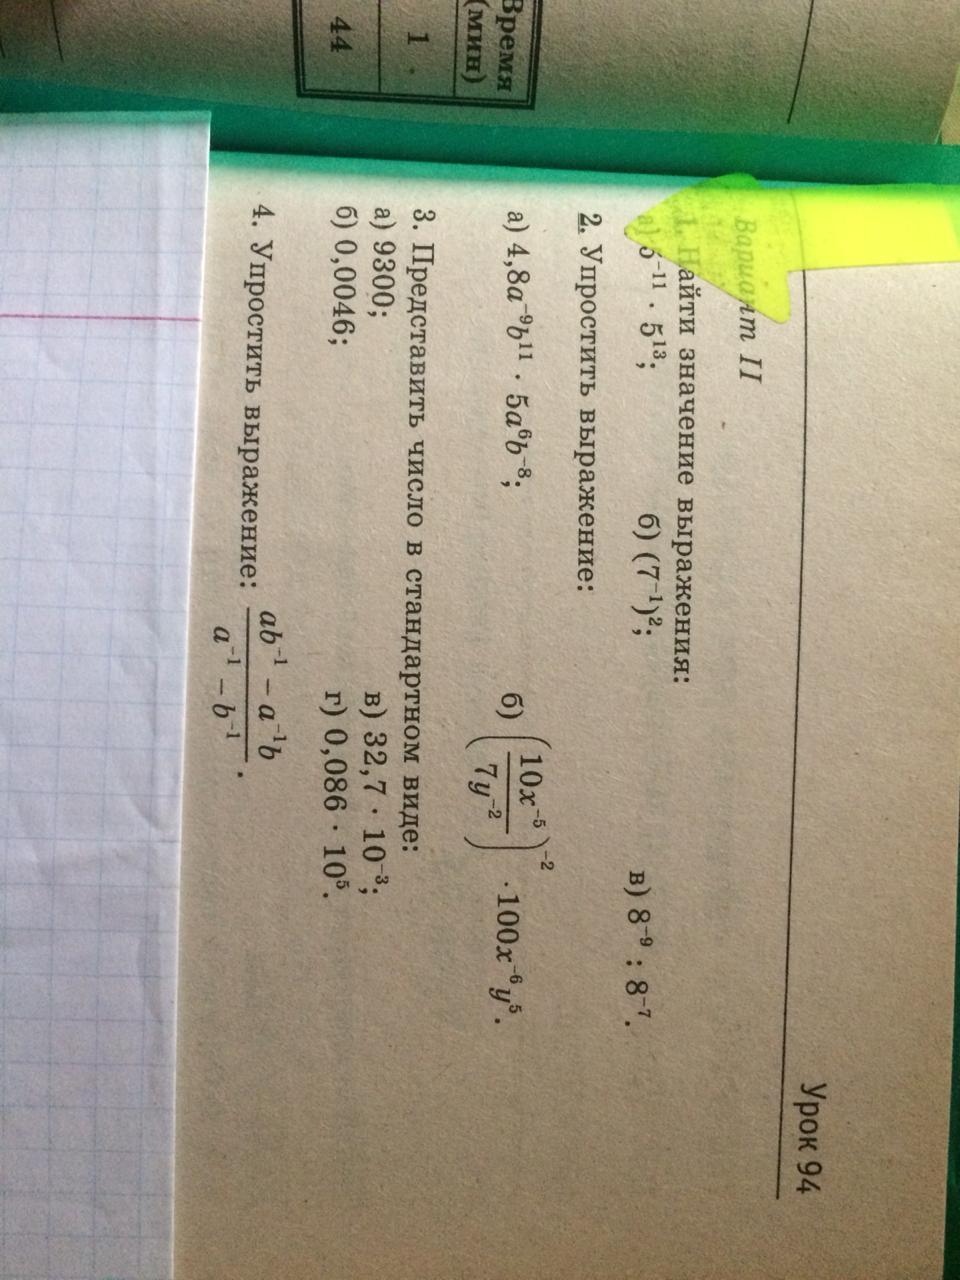 Урок 94
Вариант II
1. Найти значение выражения:
а) 5⁻¹¹ · 5¹³; б) (7⁻¹)²; в) 8⁻⁹ : 8⁻⁷.
2. Упростить выражение:
а) 4,8a⁻⁹b¹¹ · 5a⁶b⁻⁸; б) (10x⁻⁵/7y⁻²)⁻² · 100x⁻⁶y⁵.
3. Представить число в стандартном виде:
а) 9300; в) 32,7 · 10⁻³;
б) 0,0046; г) 0,086 · 10⁵.
4. Упростить выражение: (ab⁻¹ − a⁻¹b)/(a⁻¹ − b⁻¹).
Время
(мин)
1
44